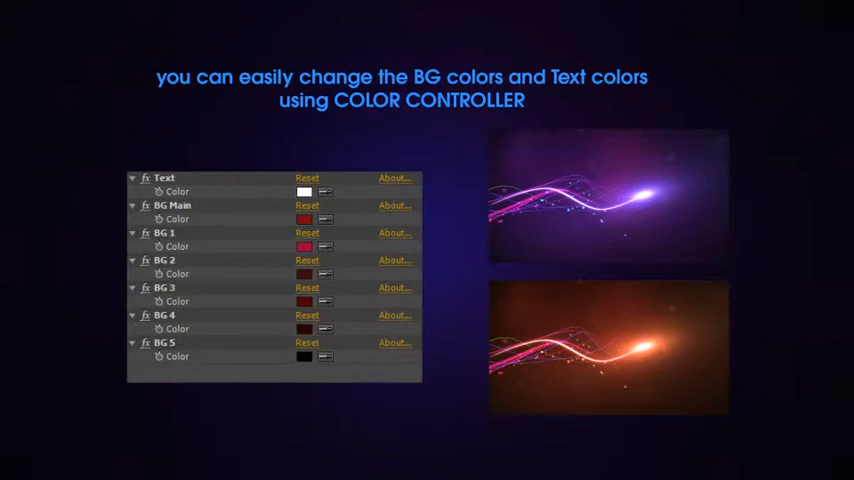 you can easily change the BG colors and Text colors
using COLOR CONTROLLER
fx Text Reset About...
Color
fx BG Main Reset About...
Color
fx BG 1 Reset About...
Color
fx BG 2 Reset About...
Color
fx BG 3 Reset About...
Color
fx BG 4 Reset About...
Color
fx BG 5 Reset About...
Color